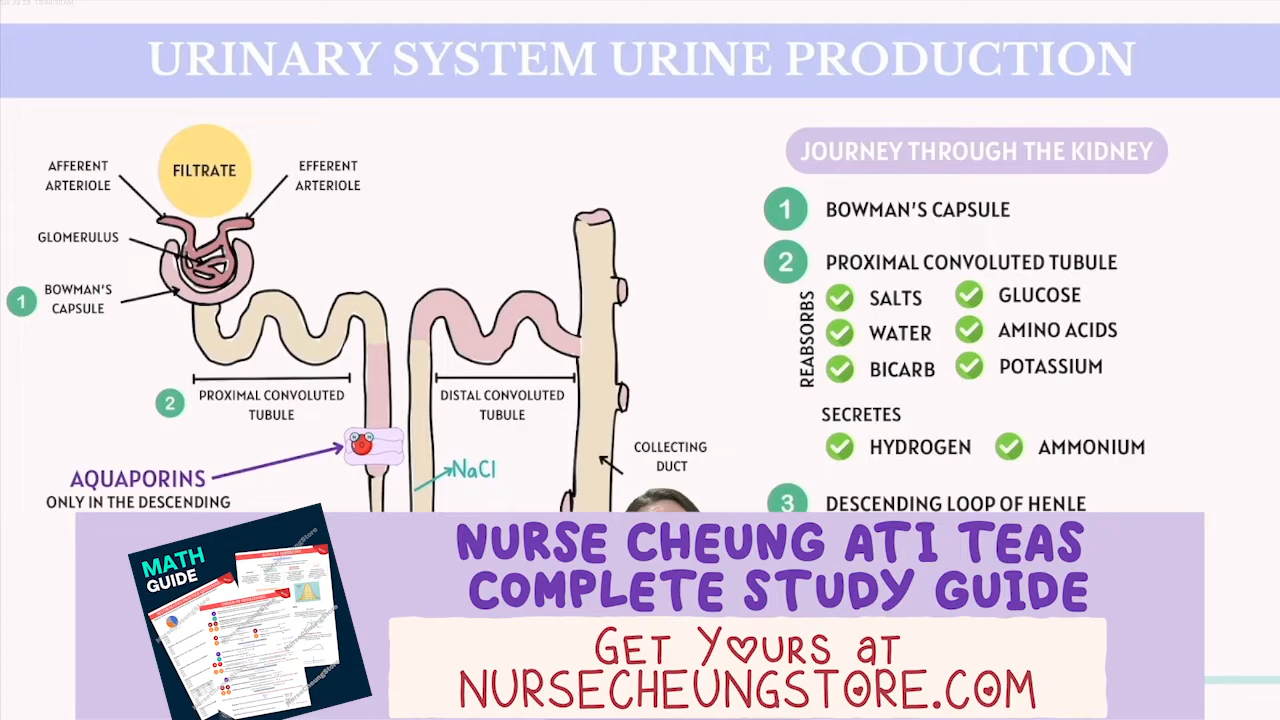 URINARY SYSTEM URINE PRODUCTION
AFFERENT
ARTERIOLE
FILTRATE
EFFERENT
ARTERIOLE
GLOMERULUS
1
BOWMAN'S
CAPSULE
2
PROXIMAL CONVOLUTED
TUBULE
DISTAL CONVOLUTED
TUBULE
AQUAPORINS
ONLY IN THE DESCENDING
NaCl
COLLECTING
DUCT
JOURNEY THROUGH THE KIDNEY
1 BOWMAN'S CAPSULE
2 PROXIMAL CONVOLUTED TUBULE
REABSORBS
SALTS
GLUCOSE
WATER
AMINO ACIDS
BICARB
POTASSIUM
SECRETES
HYDROGEN
AMMONIUM
3 DESCENDING LOOP OF HENLE
MATH
GUIDE
NURSE CHEUNG ATI TEAS
COMPLETE STUDY GUIDE
GET YOURS AT
NURSECHEUNGSTORE.COM